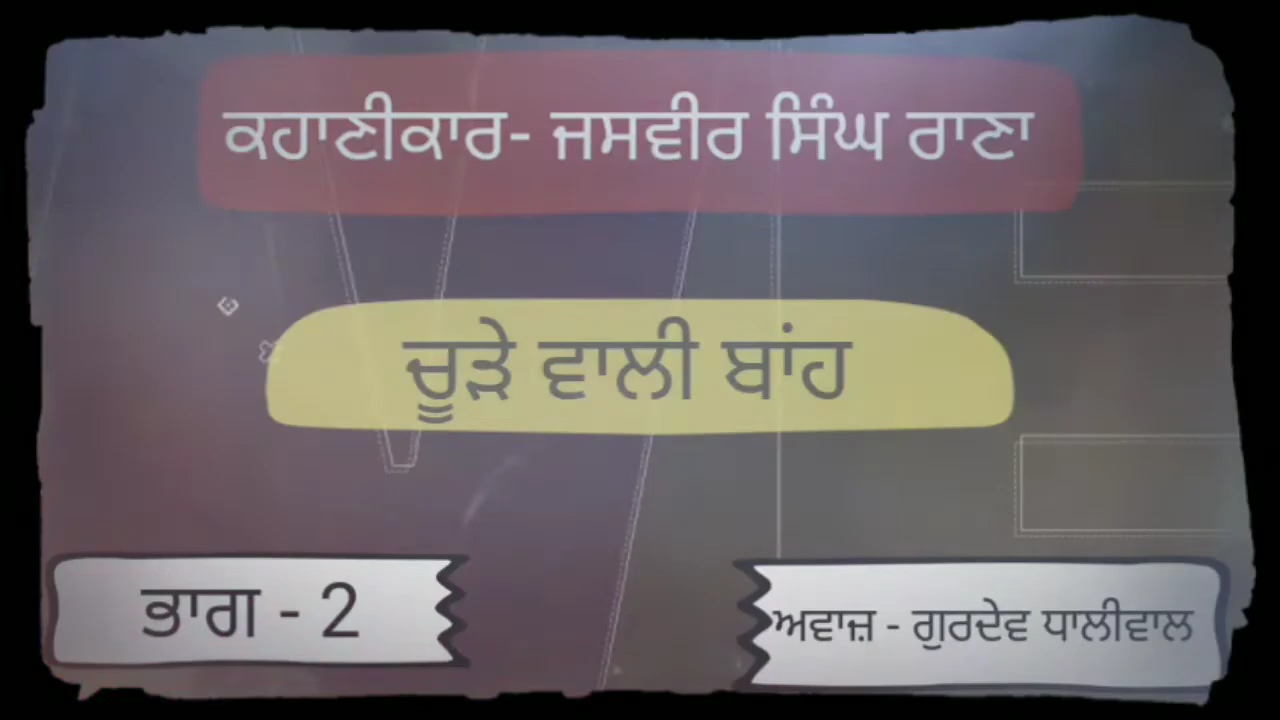 ਕਹਾਣੀਕਾਰ- ਜਸਵੀਰ ਸਿੰਘ ਰਾਣਾ
ਚੂੜੇ ਵਾਲੀ ਬਾਂਹ
ਭਾਗ - 2
ਅਵਾਜ਼ - ਗੁਰਦੇਵ ਧਾਲੀਵਾਲ